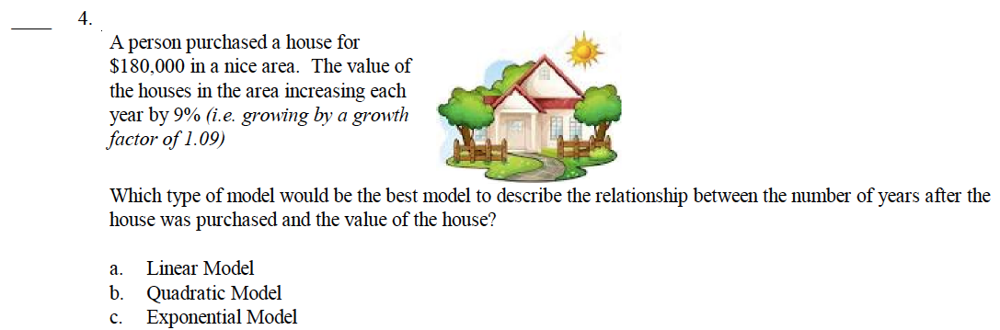 ____ 4.
A person purchased a house for
$180,000 in a nice area. The value of
the houses in the area increasing each
year by 9% (i.e. growing by a growth
factor of 1.09)
Which type of model would be the best model to describe the relationship between the number of years after the
house was purchased and the value of the house?
a. Linear Model
b. Quadratic Model
c. Exponential Model